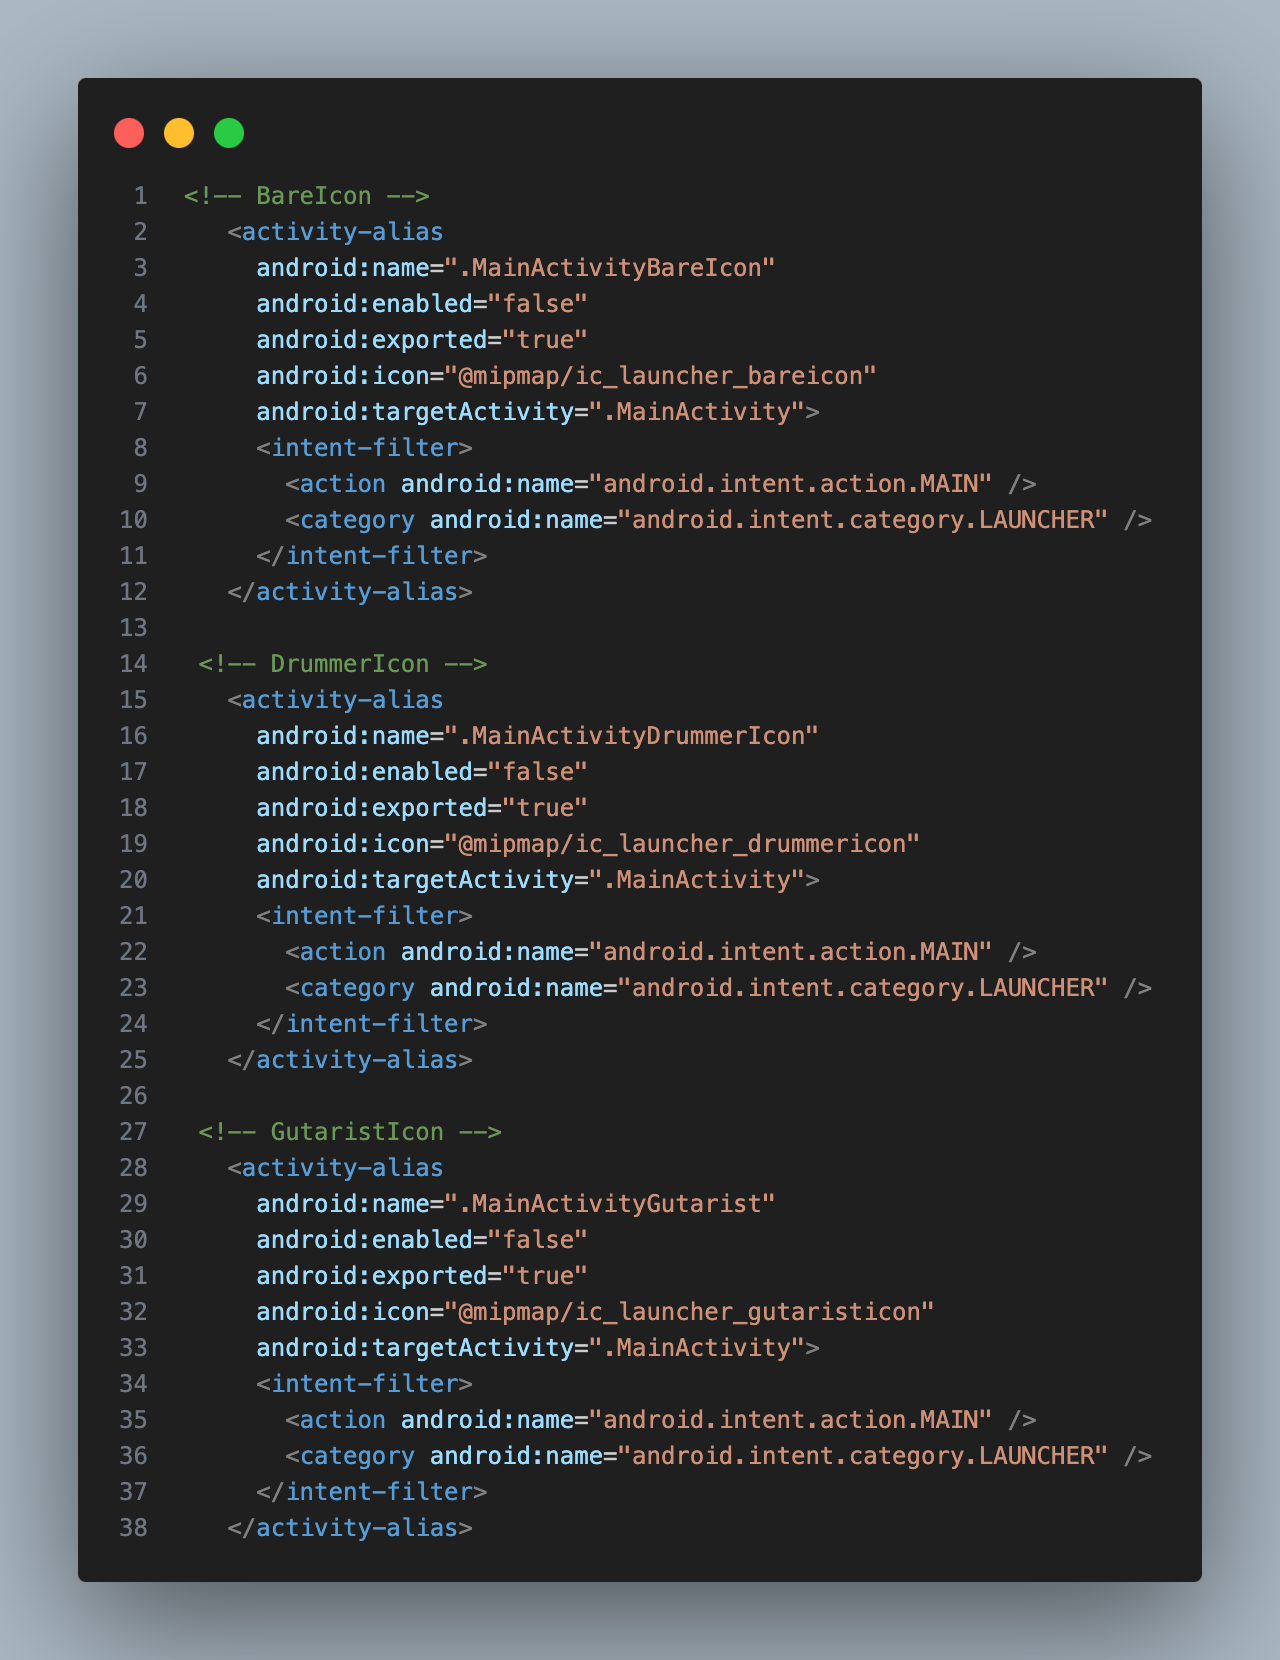 1 <!-- BareIcon -->
2 <activity-alias
3 android:name=".MainActivityBareIcon"
4 android:enabled="false"
5 android:exported="true"
6 android:icon="@mipmap/ic_launcher_bareicon"
7 android:targetActivity=".MainActivity">
8 <intent-filter>
9 <action android:name="android.intent.action.MAIN" />
10 <category android:name="android.intent.category.LAUNCHER" />
11 </intent-filter>
12 </activity-alias>
13
14 <!-- DrummerIcon -->
15 <activity-alias
16 android:name=".MainActivityDrummerIcon"
17 android:enabled="false"
18 android:exported="true"
19 android:icon="@mipmap/ic_launcher_drummericon"
20 android:targetActivity=".MainActivity">
21 <intent-filter>
22 <action android:name="android.intent.action.MAIN" />
23 <category android:name="android.intent.category.LAUNCHER" />
24 </intent-filter>
25 </activity-alias>
26
27 <!-- GutaristIcon -->
28 <activity-alias
29 android:name=".MainActivityGutarist"
30 android:enabled="false"
31 android:exported="true"
32 android:icon="@mipmap/ic_launcher_gutaristicon"
33 android:targetActivity=".MainActivity">
34 <intent-filter>
35 <action android:name="android.intent.action.MAIN" />
36 <category android:name="android.intent.category.LAUNCHER" />
37 </intent-filter>
38 </activity-alias>